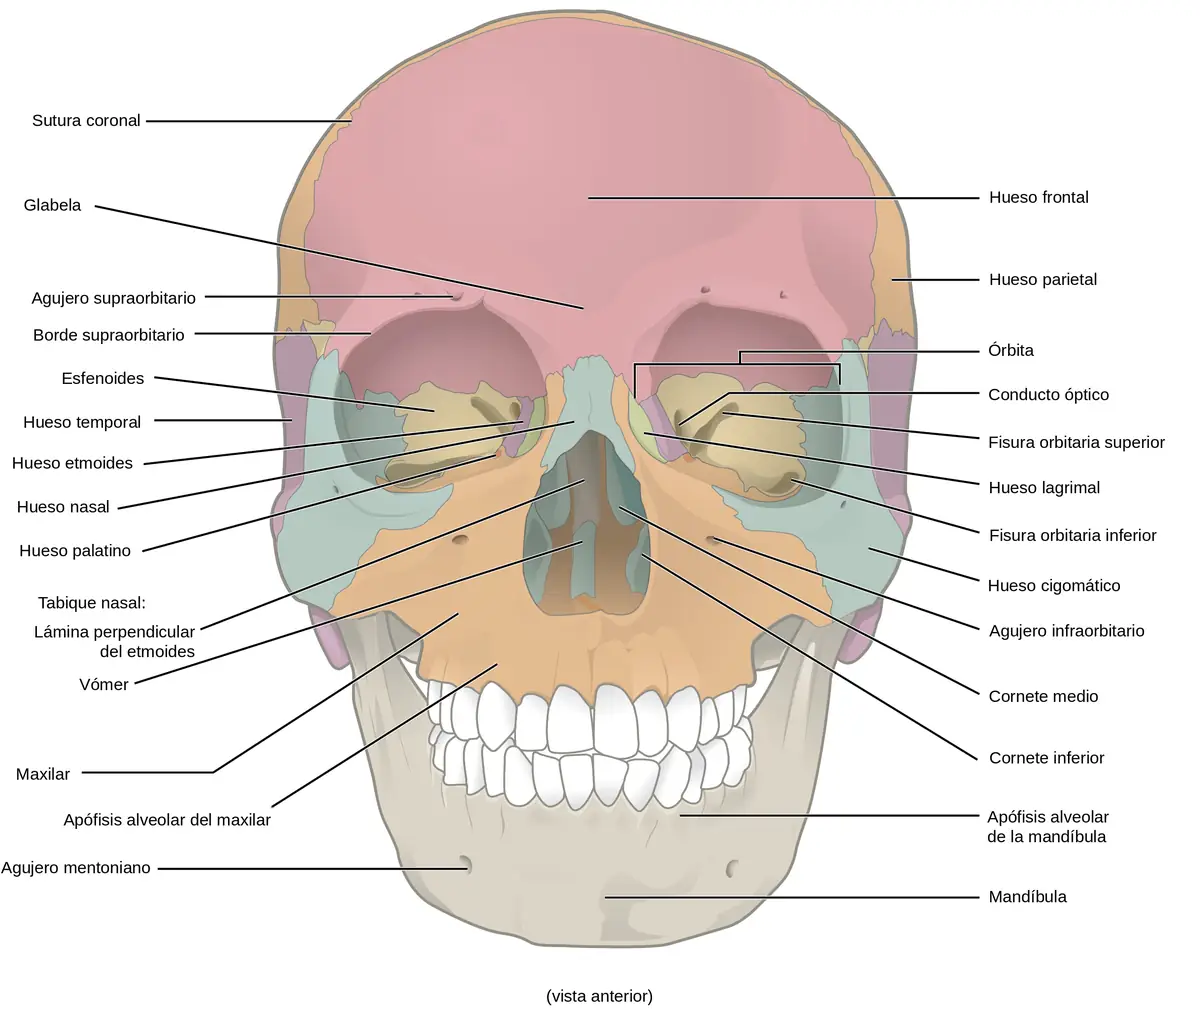 Sutura coronal
Glabela
Agujero supraorbitario
Borde supraorbitario
Esfenoides
Hueso temporal
Hueso etmoides
Hueso nasal
Hueso palatino
Tabique nasal:
Lámina perpendicular
del etmoides
Vómer
Maxilar
Apófisis alveolar del maxilar
Agujero mentoniano
Hueso frontal
Hueso parietal
Órbita
Conducto óptico
Fisura orbitaria superior
Hueso lagrimal
Fisura orbitaria inferior
Hueso cigomático
Agujero infraorbitario
Cornete medio
Cornete inferior
Apófisis alveolar
de la mandíbula
Mandíbula
(vista anterior)